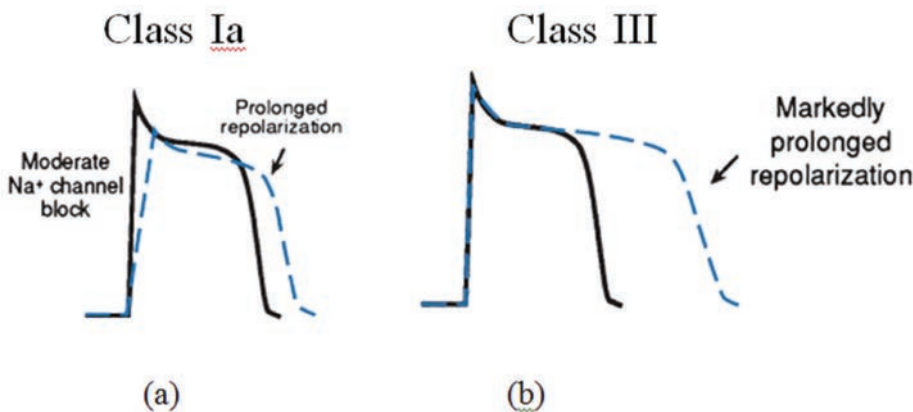 Class Ia
Class III
Prolonged
repolarization
Moderate
Na⁺ channel
block
Markedly
prolonged
repolarization
(a)
(b)